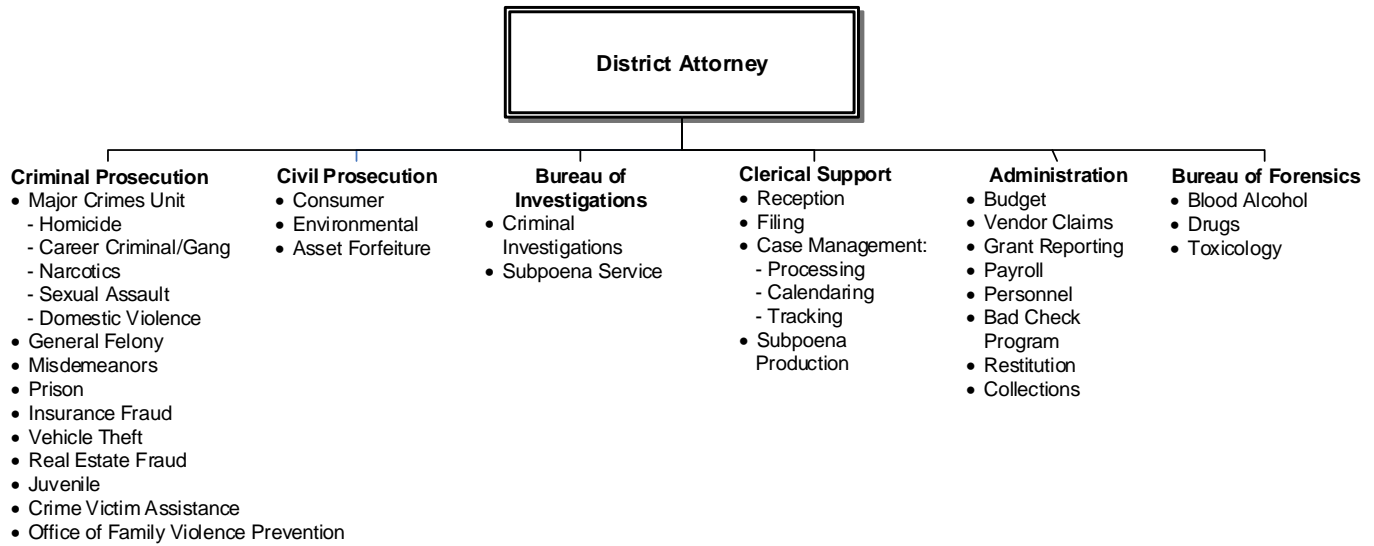 District Attorney
Criminal Prosecution
• Major Crimes Unit
- Homicide
- Career Criminal/Gang
- Narcotics
- Sexual Assault
- Domestic Violence
• General Felony
• Misdemeanors
• Prison
• Insurance Fraud
• Vehicle Theft
• Real Estate Fraud
• Juvenile
• Crime Victim Assistance
• Office of Family Violence Prevention
Civil Prosecution
• Consumer
• Environmental
• Asset Forfeiture
Bureau of
Investigations
• Criminal
Investigations
• Subpoena Service
Clerical Support
• Reception
• Filing
• Case Management:
- Processing
- Calendaring
- Tracking
• Subpoena
Production
Administration
• Budget
• Vendor Claims
• Grant Reporting
• Payroll
• Personnel
• Bad Check
Program
• Restitution
• Collections
Bureau of Forensics
• Blood Alcohol
• Drugs
• Toxicology